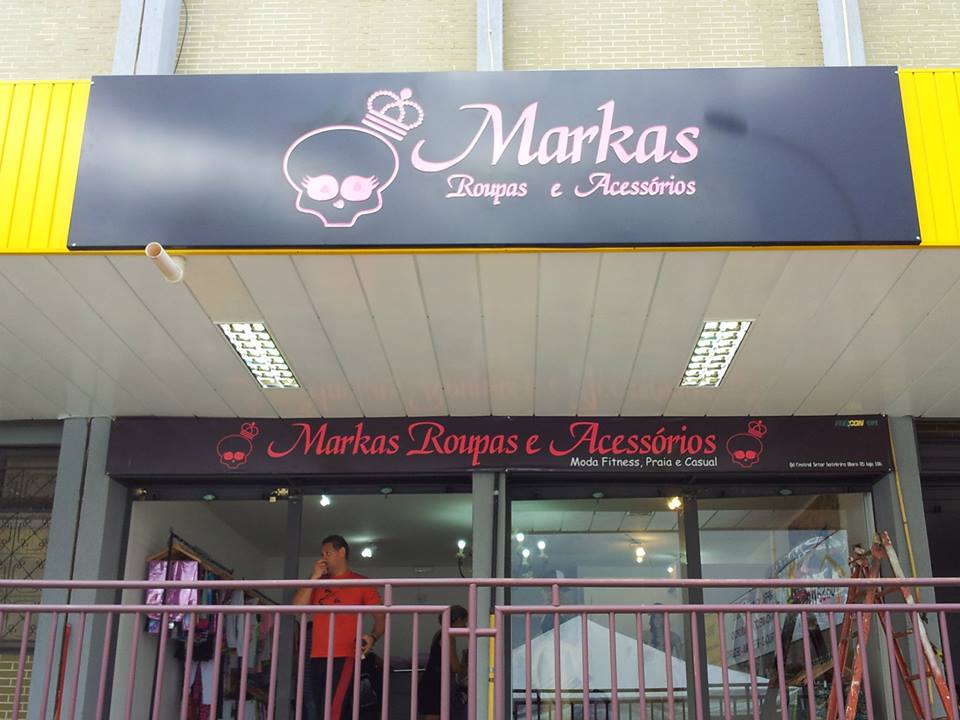 Markas
Roupas e Acessórios
Markas Roupas e Acessórios
Moda Fitness, Praia e Casual